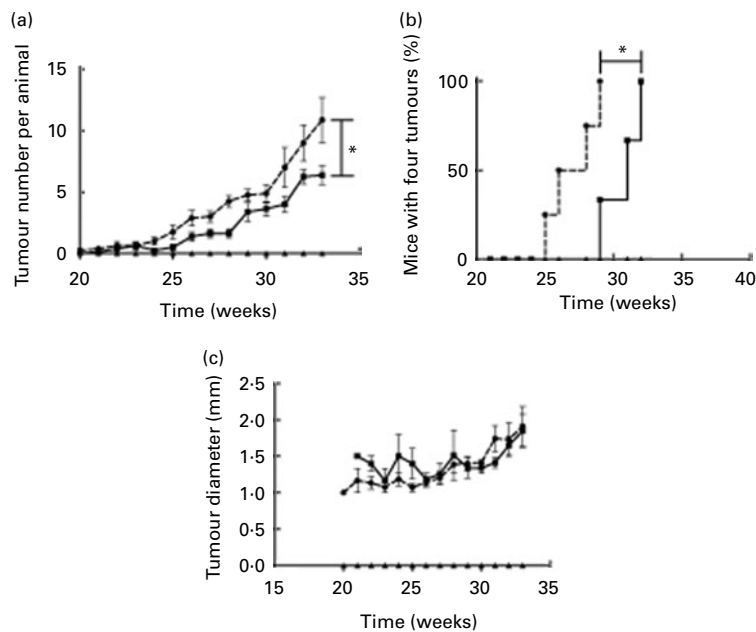 (a)
Tumour number per animal
15
10
5
0
20 25 30 35
Time (weeks)
*
(b)
Mice with four tumours (%)
100
50
0
20 25 30 35 40
Time (weeks)
*
(c)
Tumour diameter (mm)
2·5
2·0
1·5
1·0
0·5
0·0
15 20 25 30 35
Time (weeks)